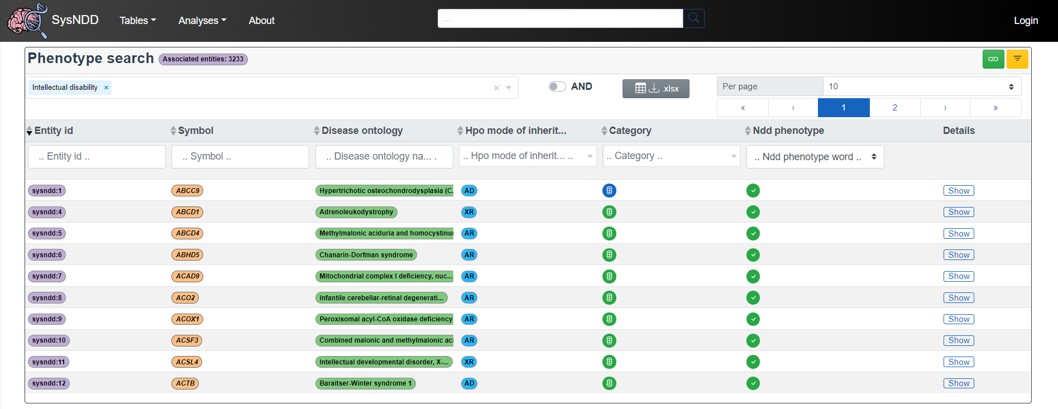 SysNDD Tables Analyses About ... Login
Phenotype search Associated entities: 3233
Intellectual disability × × AND .xlsx Per page 10
« ‹ 1 2 › »
Entity id Symbol Disease ontology Hpo mode of inherit... Category Ndd phenotype Details
.. Entity id .. .. Symbol .. .. Disease ontology na... . .. Hpo mode of inherit... .. .. Category .. .. Ndd phenotype word ..
sysndd:1 ABCC9 Hypertrichotic osteochondrodysplasia (C... AD Show
sysndd:4 ABCD1 Adrenoleukodystrophy XR Show
sysndd:5 ABCD4 Methylmalonic aciduria and homocystinu AR Show
sysndd:6 ABHD5 Chanarin-Dorfman syndrome AR Show
sysndd:7 ACAD9 Mitochondrial complex I deficiency, nuc... AR Show
sysndd:8 ACO2 Infantile cerebellar-retinal degenerati... AR Show
sysndd:9 ACOX1 Peroxisomal acyl-CoA oxidase deficiency AR Show
sysndd:10 ACSF3 Combined malonic and methylmalonic ac AR Show
sysndd:11 ACSL4 Intellectual developmental disorder, X-... XR Show
sysndd:12 ACTB Baraitser-Winter syndrome 1 AD Show